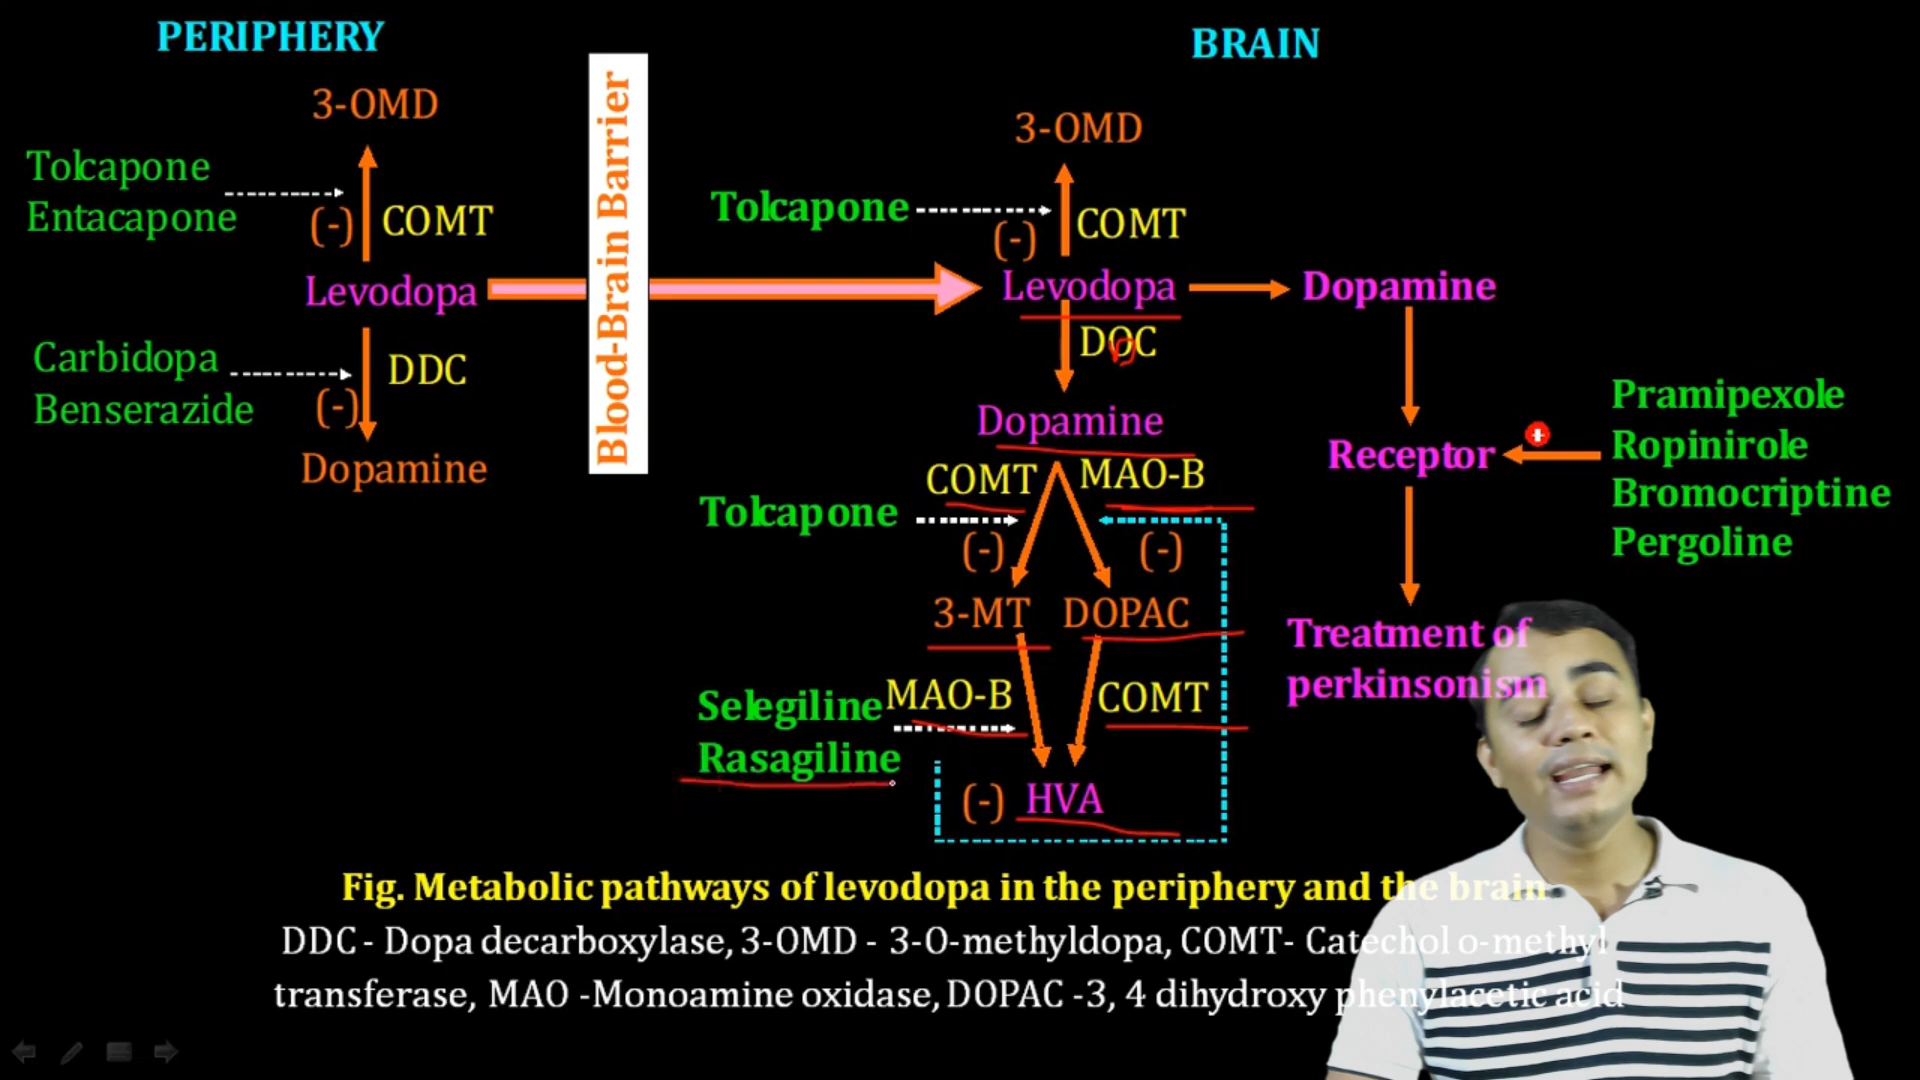 PERIPHERY
BRAIN
3-OMD
3-OMD
Tolcapone
Entacapone
(-)
COMT
Blood-Brain Barrier
Tolcapone
(-)
COMT
Levodopa
Levodopa
Dopamine
DOC
Carbidopa
Benserazide
(-)
DDC
Dopamine
Dopamine
Receptor
+
Pramipexole
Ropinirole
Bromocriptine
Pergoline
COMT
MAO-B
Tolcapone
(-)
(-)
3-MT
DOPAC
Treatment of
perkinsonism
Selegiline
Rasagiline
MAO-B
COMT
(-)
HVA
Fig. Metabolic pathways of levodopa in the periphery and the brain
DDC - Dopa decarboxylase, 3-OMD - 3-O-methyldopa, COMT- Catechol o-methyl
transferase, MAO -Monoamine oxidase, DOPAC -3, 4 dihydroxy phenylacetic acid